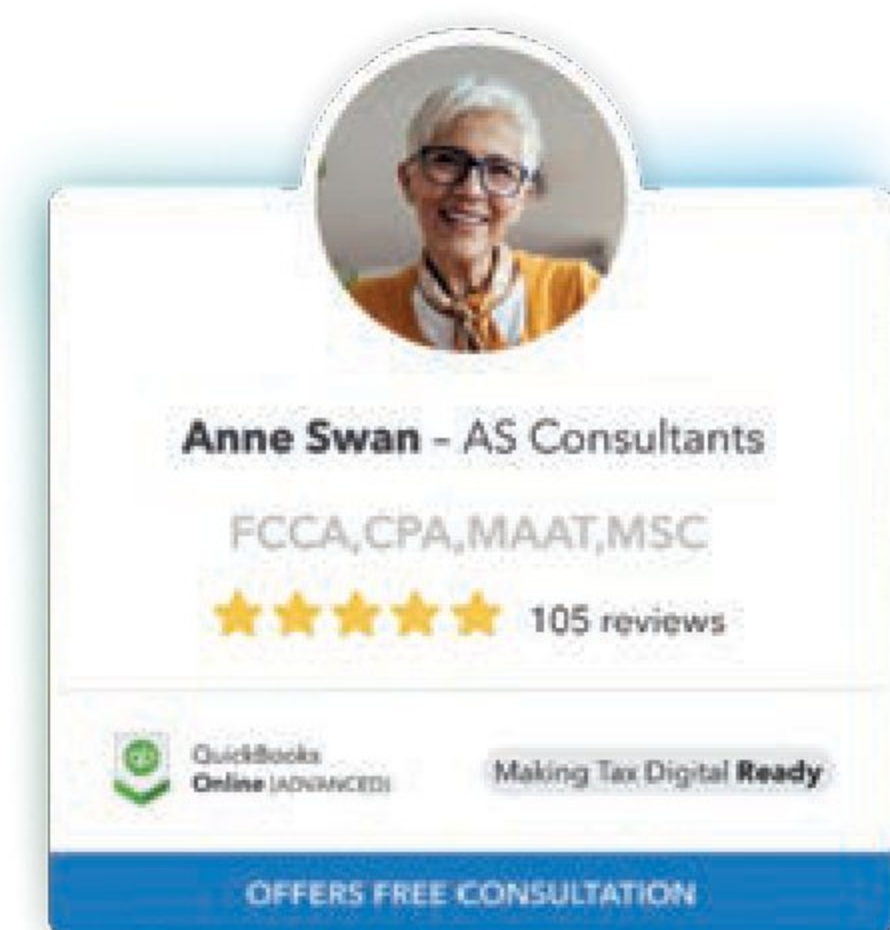 Anne Swan – AS Consultants
FCCA,CPA,MAAT,MSC
105 reviews
qb
QuickBooks
Online (ADVANCED)
Making Tax Digital Ready
OFFERS FREE CONSULTATION